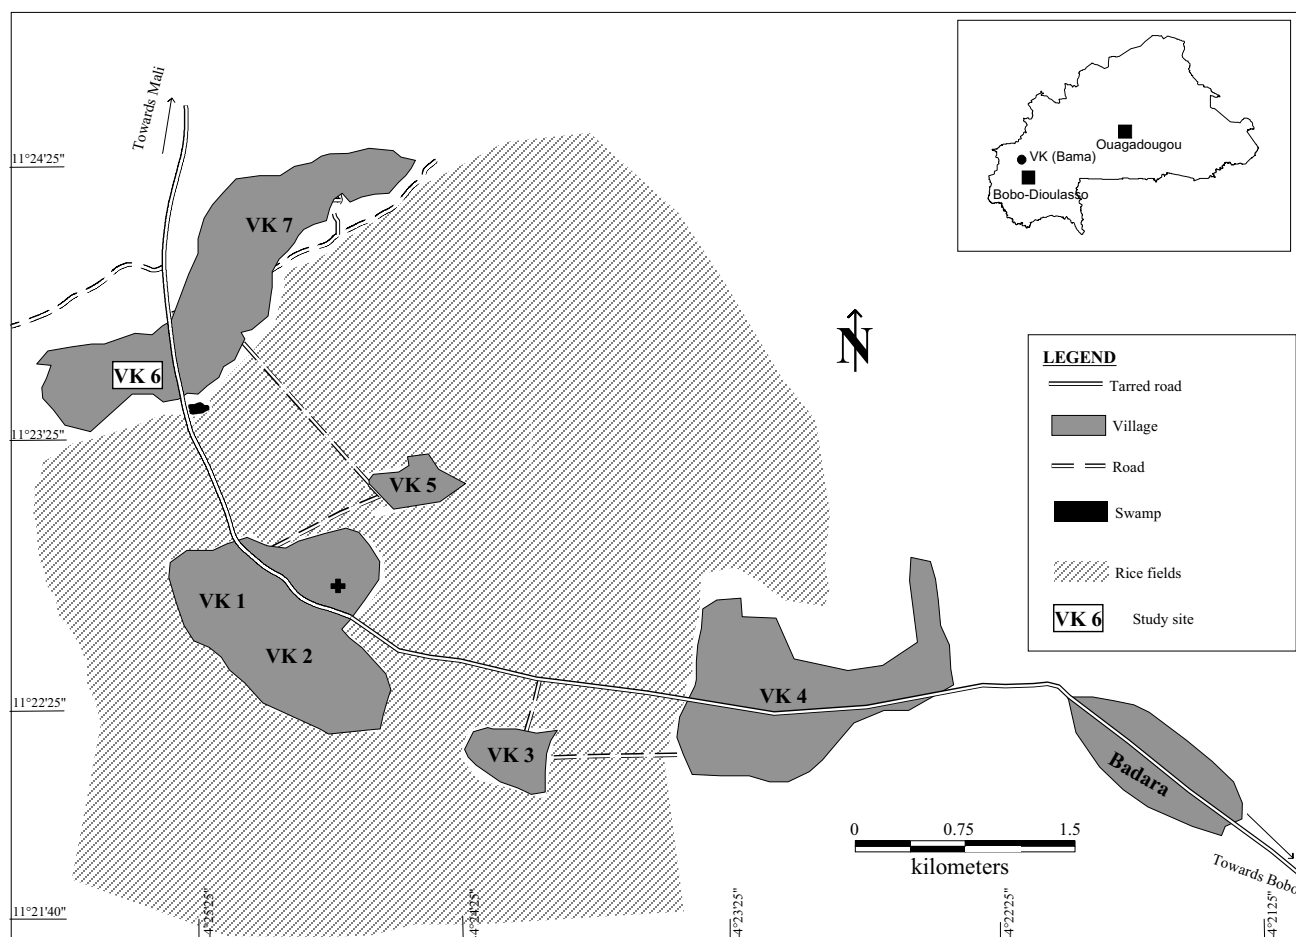 Towards Mali
11°24'25"
VK 7
Ouagadougou
VK (Bama)
Bobo-Dioulasso
N
VK 6
11°23'25"
VK 5
LEGEND
Tarred road
Village
Road
Swamp
Rice fields
VK 6
Study site
VK 1
VK 2
VK 4
11°22'25"
VK 3
Badara
0 0.75 1.5
kilometers
Towards Bobo
11°21'40"
-4°25'25"
-4°24'25"
-4°23'25"
-4°22'25"
-4°2125"